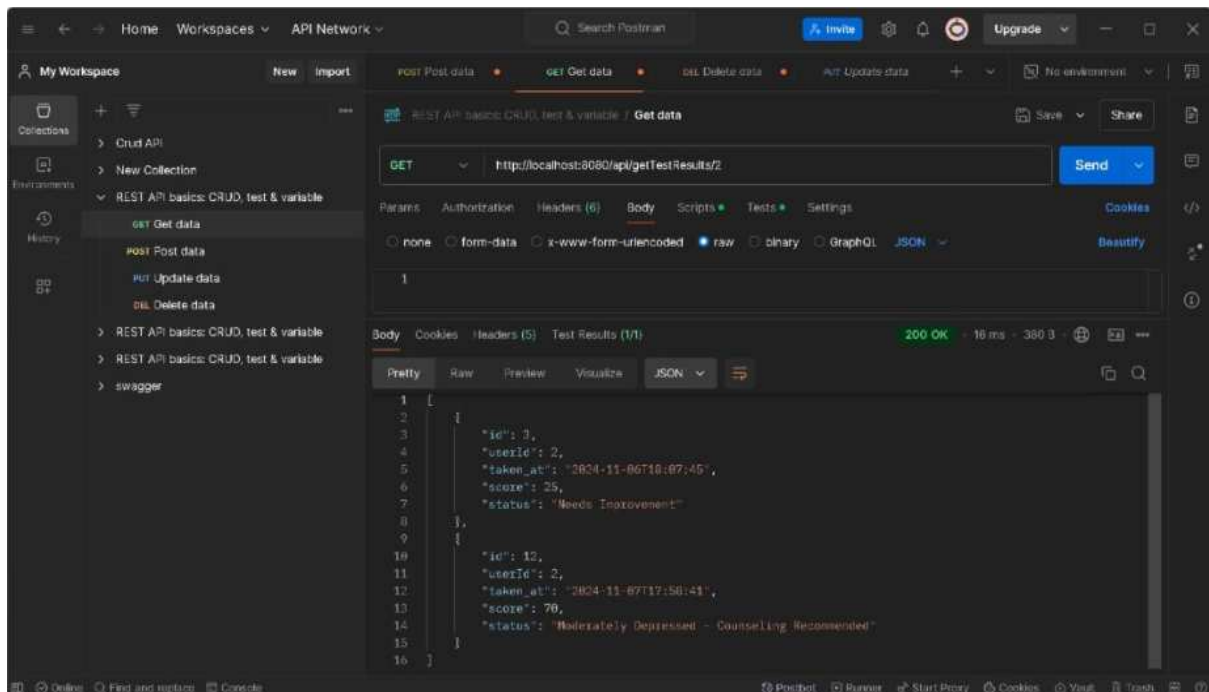 Home Workspaces API Network Search Postman Invite Upgrade
My Workspace New Import POST Post data GET Get data DEL Delete data PUT Update data No environment
Collections
Environments
History
Crud API
New Collection
REST API basics: CRUD, test & variable
GET Get data
POST Post data
PUT Update data
DEL Delete data
REST API basics: CRUD, test & variable
REST API basics: CRUD, test & variable
swagger
REST API basics: CRUD, test & variable / Get data Save Share
GET http://localhost:8080/api/getTestResults/2 Send
Params Authorization Headers (6) Body Scripts Tests Settings Cookies
none form-data x-www-form-urlencoded raw binary GraphQL JSON Beautify
1
Body Cookies Headers (5) Test Results (1/1) 200 OK 16 ms 380 B
Pretty Raw Preview Visualize JSON
1 [
2 {
3 "id": 3,
4 "userId": 2,
5 "taken_at": "2024-11-06T18:07:45",
6 "score": 25,
7 "status": "Needs Improvement"
8 },
9 {
10 "id": 12,
11 "userId": 2,
12 "taken_at": "2024-11-07T17:58:41",
13 "score": 70,
14 "status": "Moderately Depressed - Counseling Recommended"
15 }
16 ]
Online Find and replace Console Postbot Runner Start Proxy Cookies Vault Trash